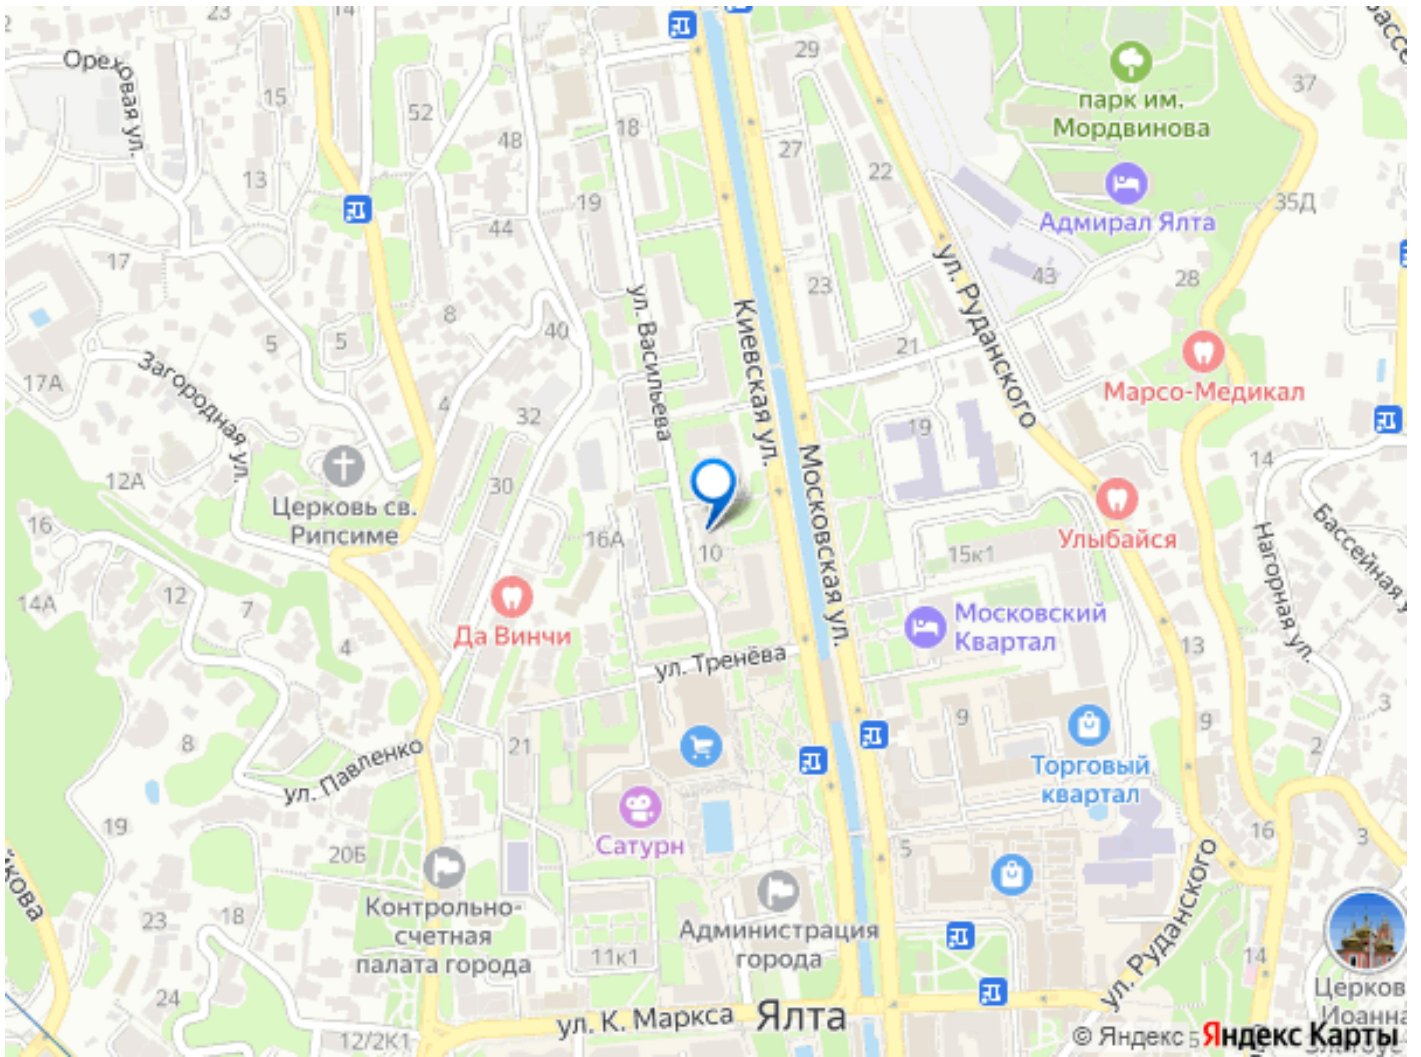 23
14
29
Ореховая ул.
15
52
37
парк им.
Мордвинова
18
48
27
22
13
19
Адмирал Ялта
35Д
44
17
ул. Васильева
Киевская ул.
23
43
28
ул. Руданского
8
40
5
5
21
Загородная ул.
17А
Марсо-Медикал
4
32
19
Московская ул.
12А
30
14
Церковь св.
Рипсиме
16
16А
10
15к1
Улыбайся
Нагорная ул.
Бассейная у
14А
12
7
4
Да Винчи
Московский
Квартал
13
ул. Тренёва
3
8
21
9
9
2
ул. Павленко
Торговый
квартал
19
20Б
Сатурн
5
16
3
кова
23
18
Контрольно-
счетная
палата города
Администрация
города
11к1
ул. Руданского
14
24
12/2К1
ул. К. Маркса
Ялта
Церков
Иоанна
© Яндекс
5
Яндекс Карты